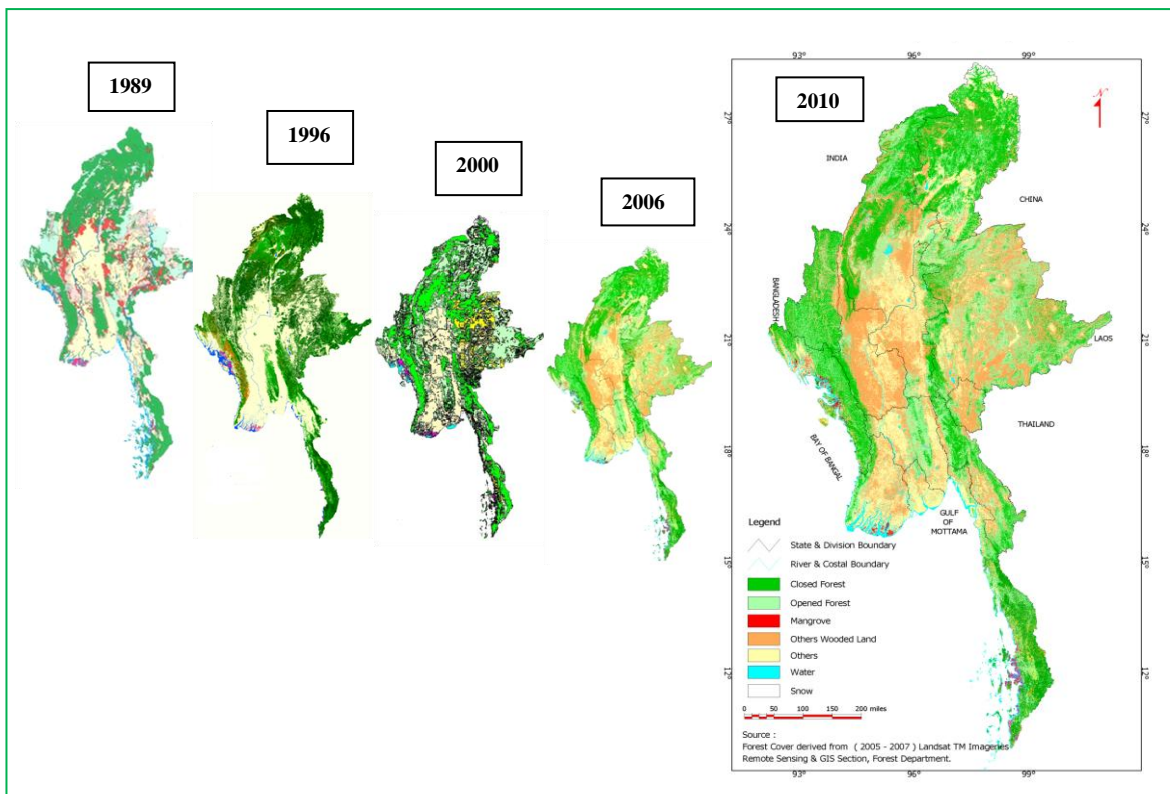 1989
1996
2000
2006
2010
93°
96°
99°
N
27°
27°
INDIA
CHINA
24°
24°
BANGLADESH
21°
21°
LAOS
THAILAND
18°
18°
BAY OF BANGAL
GULF
OF
MOTTAMA
15°
15°
12°
12°
Legend
State & Division Boundary
River & Costal Boundary
Closed Forest
Opened Forest
Mangrove
Others Wooded Land
Others
Water
Snow
0 50 100 150 200 miles
Source :
Forest Cover derived from ( 2005 - 2007 ) Landsat TM Imageries
Remote Sensing & GIS Section, Forest Department.
93°
96°
99°